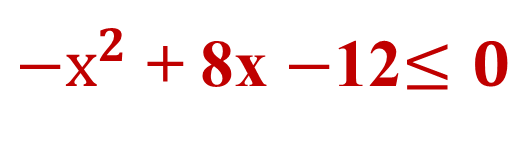 −x² + 8x −12≤ 0